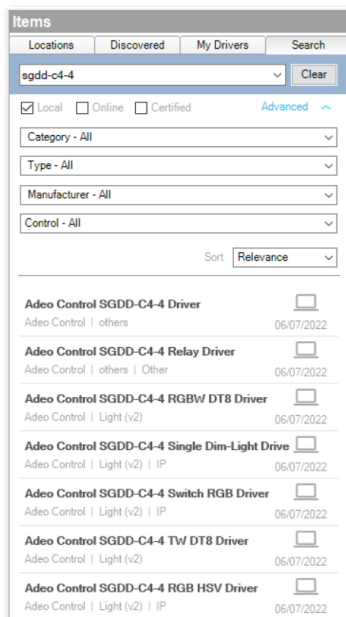 Items
Locations Discovered My Drivers Search
sgdd-c4-4 Clear
Local Online Certified Advanced
Category - All
Type - All
Manufacturer - All
Control - All
Sort Relevance
Adeo Control SGDD-C4-4 Driver
Adeo Control | others 06/07/2022
Adeo Control SGDD-C4-4 Relay Driver
Adeo Control | others | Other 06/07/2022
Adeo Control SGDD-C4-4 RGBW DT8 Driver
Adeo Control | Light (v2) 06/07/2022
Adeo Control SGDD-C4-4 Single Dim-Light Drive
Adeo Control | Light (v2) | IP 06/07/2022
Adeo Control SGDD-C4-4 Switch RGB Driver
Adeo Control | Light (v2) | IP 06/07/2022
Adeo Control SGDD-C4-4 TW DT8 Driver
Adeo Control | Light (v2) 06/07/2022
Adeo Control SGDD-C4-4 RGB HSV Driver
Adeo Control | Light (v2) | IP 06/07/2022